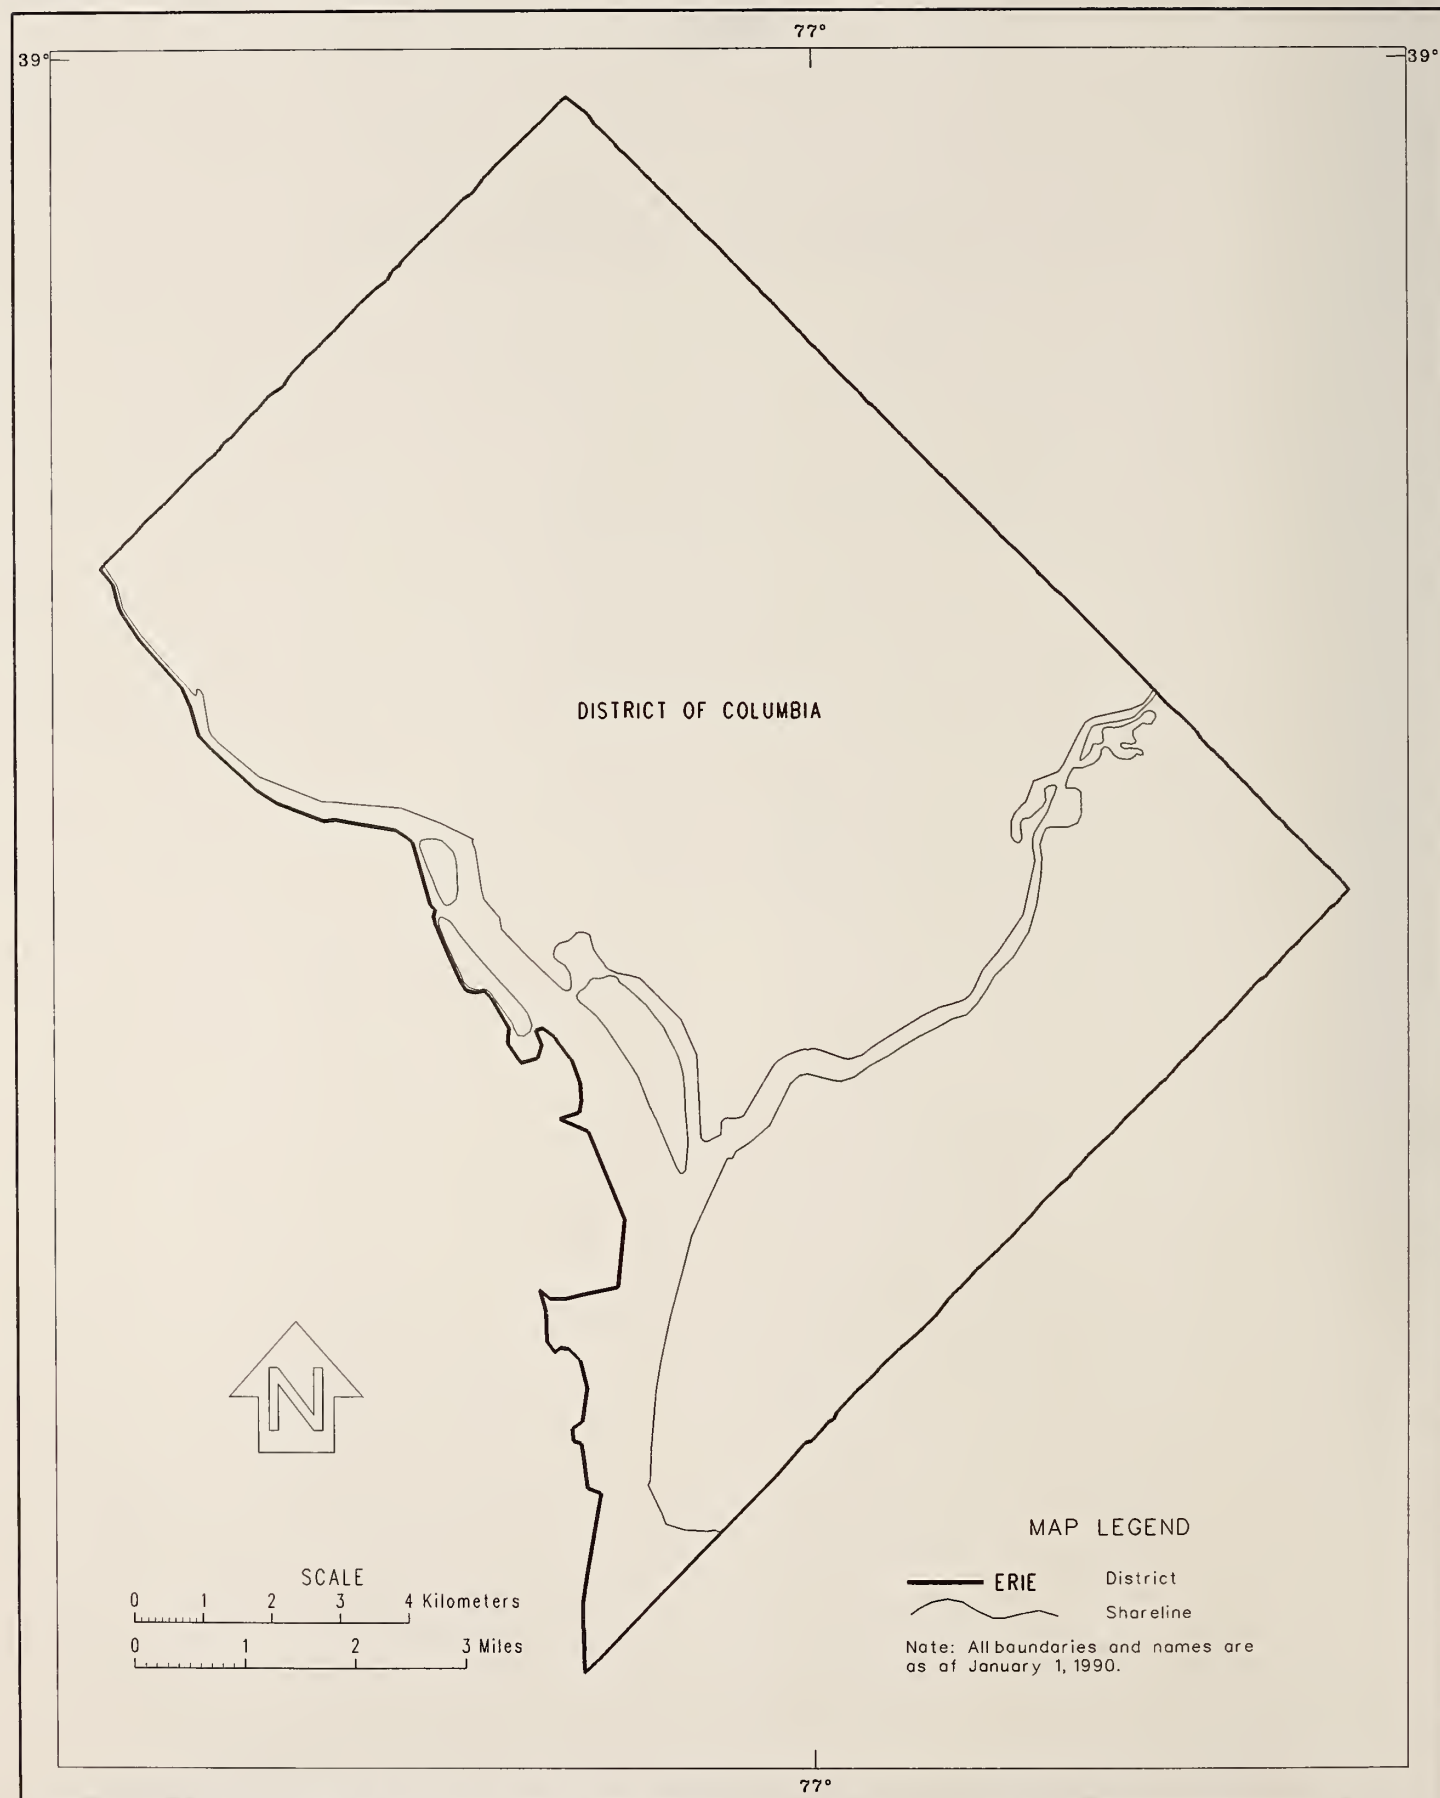 77°
39°
39°
DISTRICT OF COLUMBIA
N
SCALE
0 1 2 3 4 Kilometers
0 1 2 3 Miles
MAP LEGEND
ERIE District
Shoreline
Note: All boundaries and names are
as of January 1, 1990.
77°